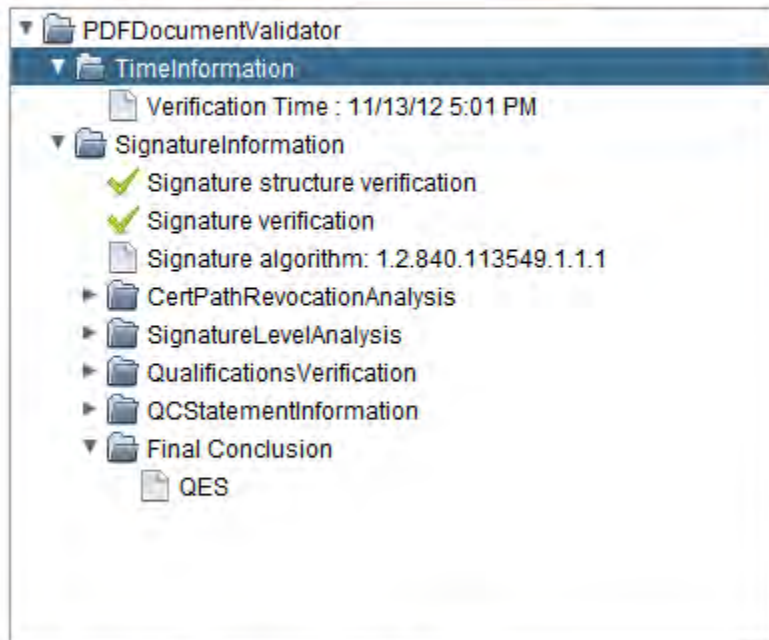 PDFDocumentValidator
TimeInformation
Verification Time : 11/13/12 5:01 PM
SignatureInformation
Signature structure verification
Signature verification
Signature algorithm: 1.2.840.113549.1.1.1
CertPathRevocationAnalysis
SignatureLevelAnalysis
QualificationsVerification
QCStatementInformation
Final Conclusion
QES